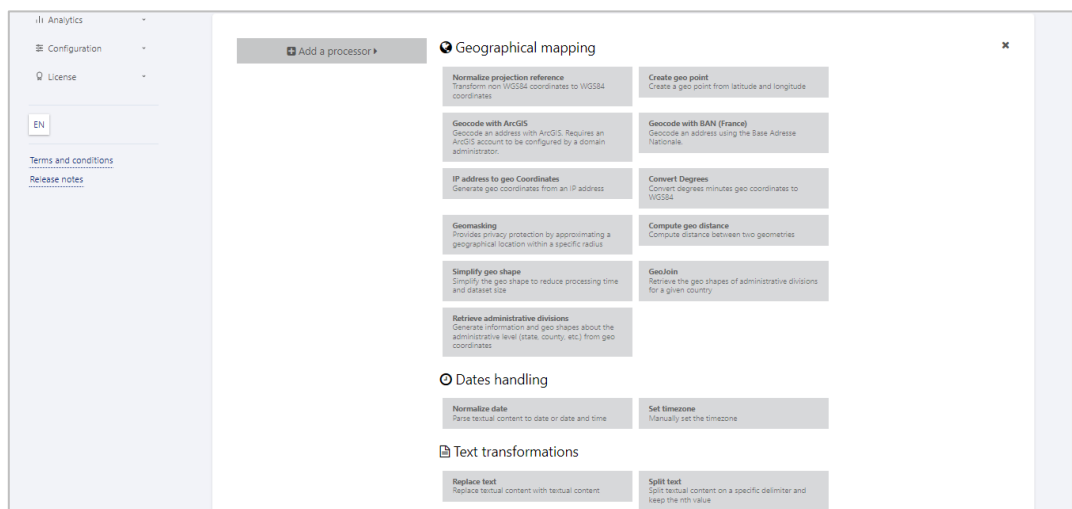 Analytics
Configuration
License
EN
Terms and conditions
Release notes
Add a processor
Geographical mapping
Normalize projection reference
Transform non WGS84 coordinates to WGS84
coordinates
Create geo point
Create a geo point from latitude and longitude
Geocode with ArcGIS
Geocode an address with ArcGIS. Requires an
ArcGIS account to be configured by a domain
administrator.
Geocode with BAN (France)
Geocode an address using the Base Adresse
Nationale.
IP address to geo Coordinates
Generate geo coordinates from an IP address
Convert Degrees
Convert degrees minutes geo coordinates to
WGS84
Geomasking
Provides privacy protection by approximating a
geographical location within a specific radius
Compute geo distance
Compute distance between two geometries
Simplify geo shape
Simplify the geo shape to reduce processing time
and dataset size
GeoJoin
Retrieve the geo shapes of administrative divisions
for a given country
Retrieve administrative divisions
Generate information and geo shapes about the
administrative level (state, county, etc.) from geo
coordinates
Dates handling
Normalize date
Parse textual content to date or date and time
Set timezone
Manually set the timezone
Text transformations
Replace text
Replace textual content with textual content
Split text
Split textual content on a specific delimiter and
keep the nth value